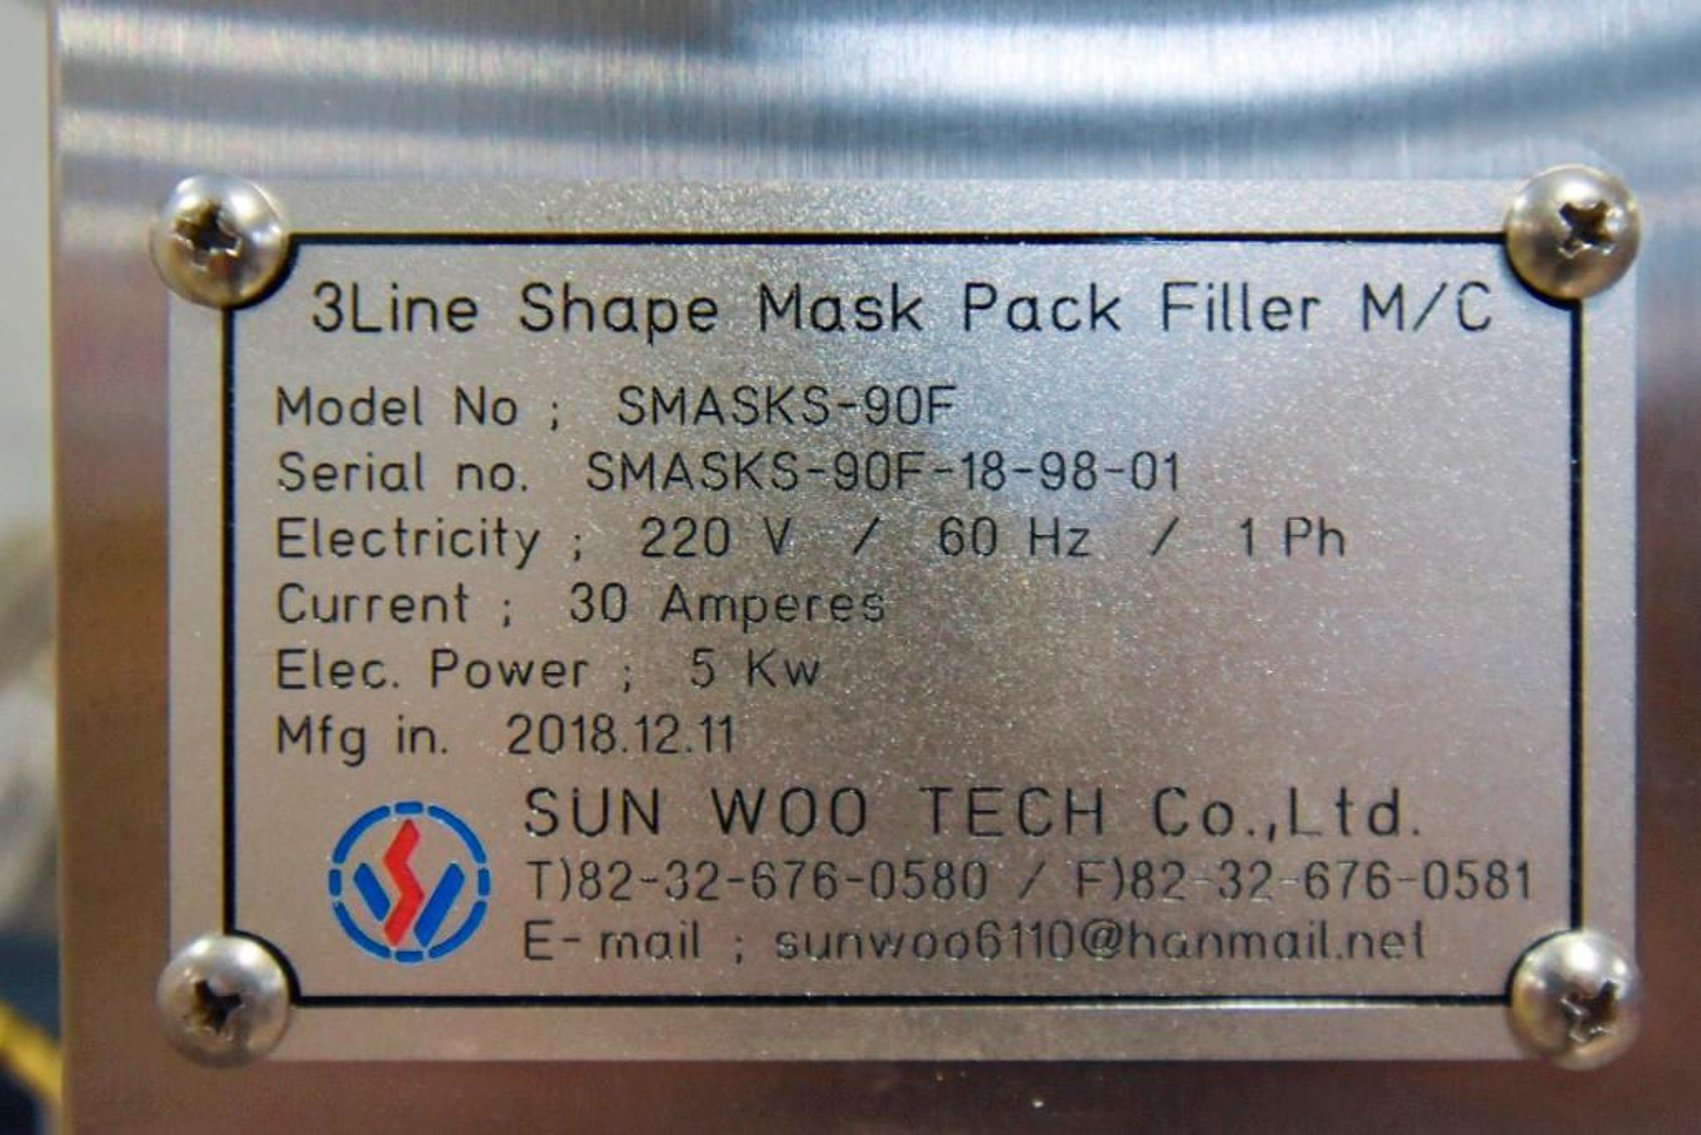 3Line Shape Mask Pack Filler M/C
Model No ; SMASKS-90F
Serial no. SMASKS-90F-18-98-01
Electricity ; 220 V / 60 Hz / 1 Ph
Current ; 30 Amperes
Elec. Power ; 5 Kw
Mfg in. 2018.12.11
SUN WOO TECH Co.,Ltd.
T)82-32-676-0580 / F)82-32-676-0581
E-mail ; sunwoo6110@hanmail.net